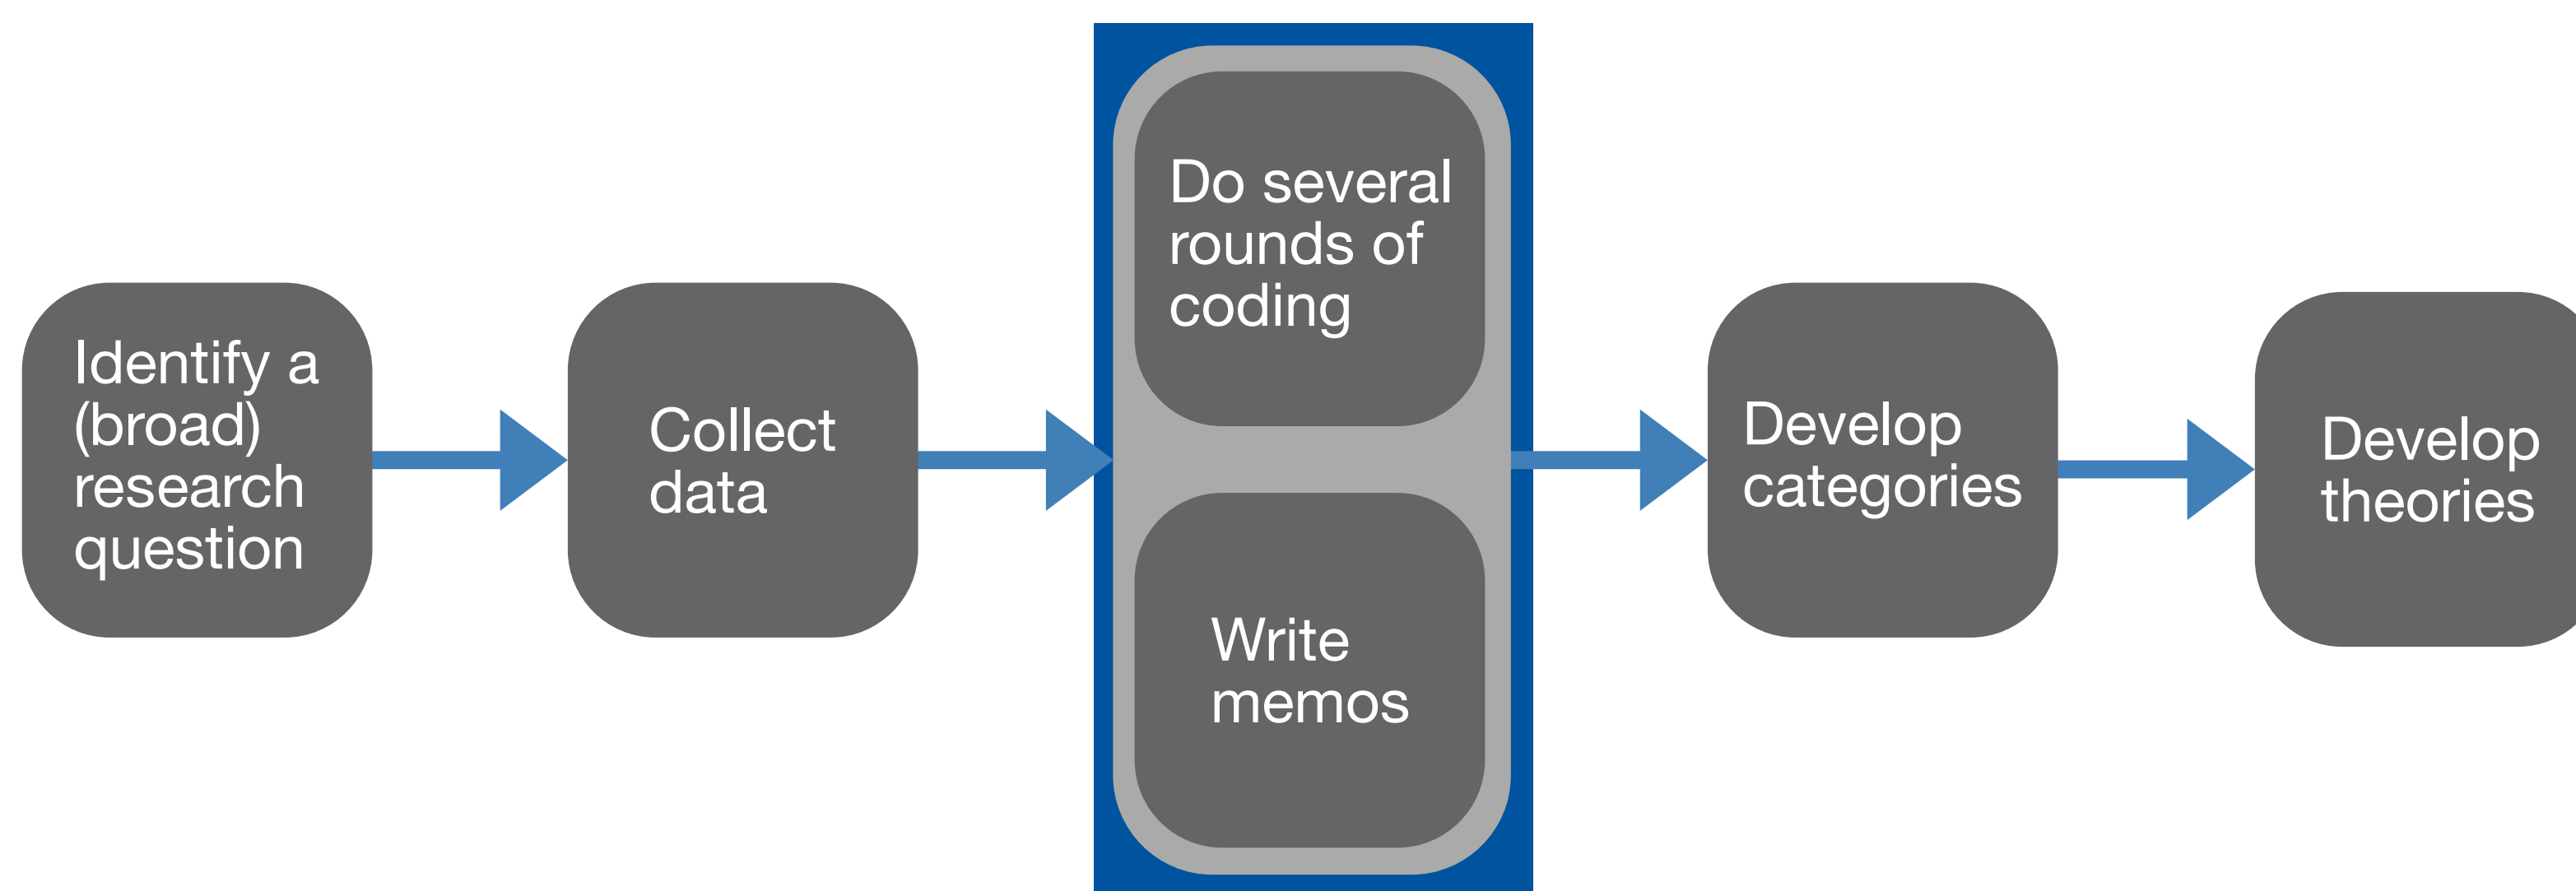 Identify a
(broad)
research
question
Collect
data
Do several
rounds of
coding
Write
memos
Develop
categories
Develop
theories